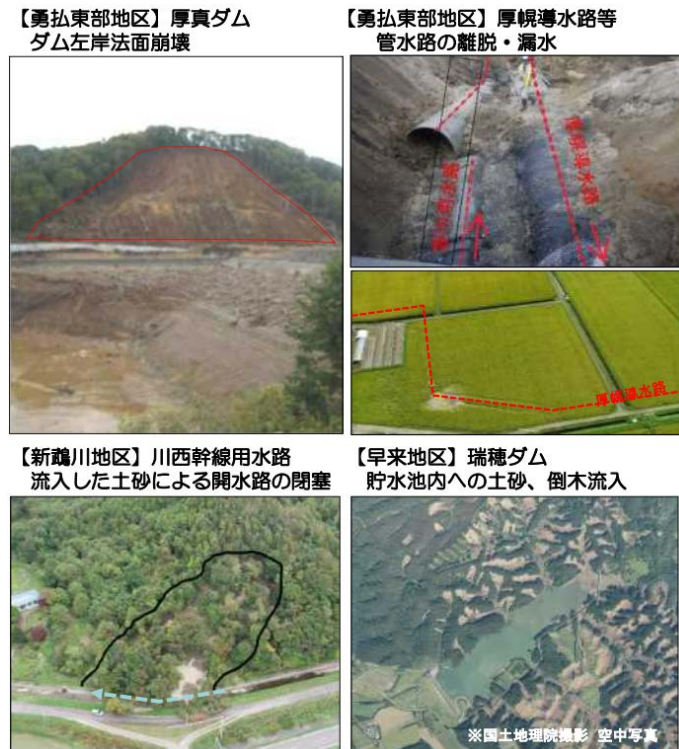 【勇払東部地区】厚真ダム
ダム左岸法面崩壊
【勇払東部地区】厚幌導水路等
管水路の離脱・漏水
厚幌導水路
厚幌導水路
【新鵡川地区】川西幹線用水路
流入した土砂による開水路の閉塞
【早来地区】瑞穂ダム
貯水池内への土砂、倒木流入
※国土地理院撮影 空中写真